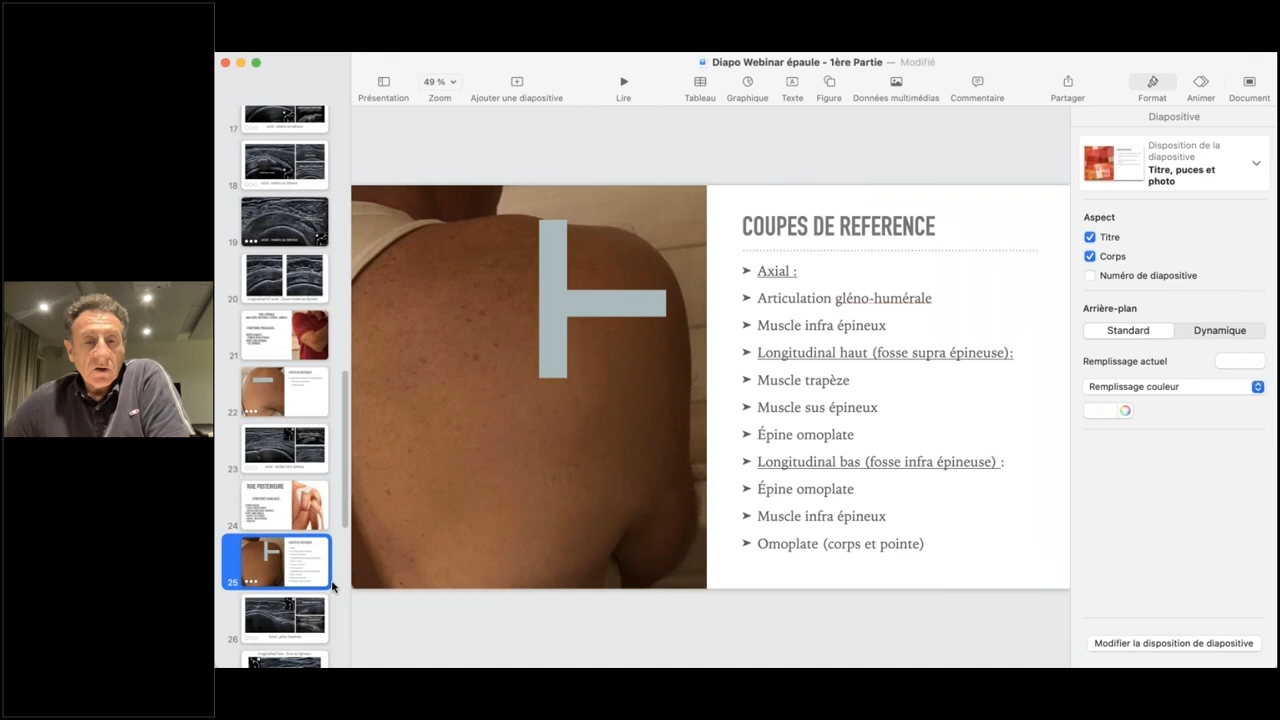 Diapo Webinar épaule - 1ère Partie — Modifié
49 %
Présentation
Zoom
Ajouter une diapositive
Lire
Tableau
Graphique
Texte
Figure
Données multimédias
Commentaire
Partager
Format
Animer
Document
17
18
19
20
21
22
23
VOIE POSTERIEURE
24
25
26
COUPES DE REFERENCE
➤ Axial :
Articulation gléno-humérale
➤ Muscle infra épineux
➤ Longitudinal haut (fosse supra épineuse):
➤ Muscle trapèze
➤ Muscle sus épineux
➤ Épine omoplate
➤ Longitudinal bas (fosse infra épineuse) :
➤ Épine omoplate
➤ Muscle infra épineux
Omoplate (corps et pointe)
Diapositive
Disposition de la
diapositive
Titre, puces et
photo
Aspect
Titre
Corps
Numéro de diapositive
Arrière-plan
Standard
Dynamique
Remplissage actuel
Remplissage couleur
Modifier la disposition de diapositive